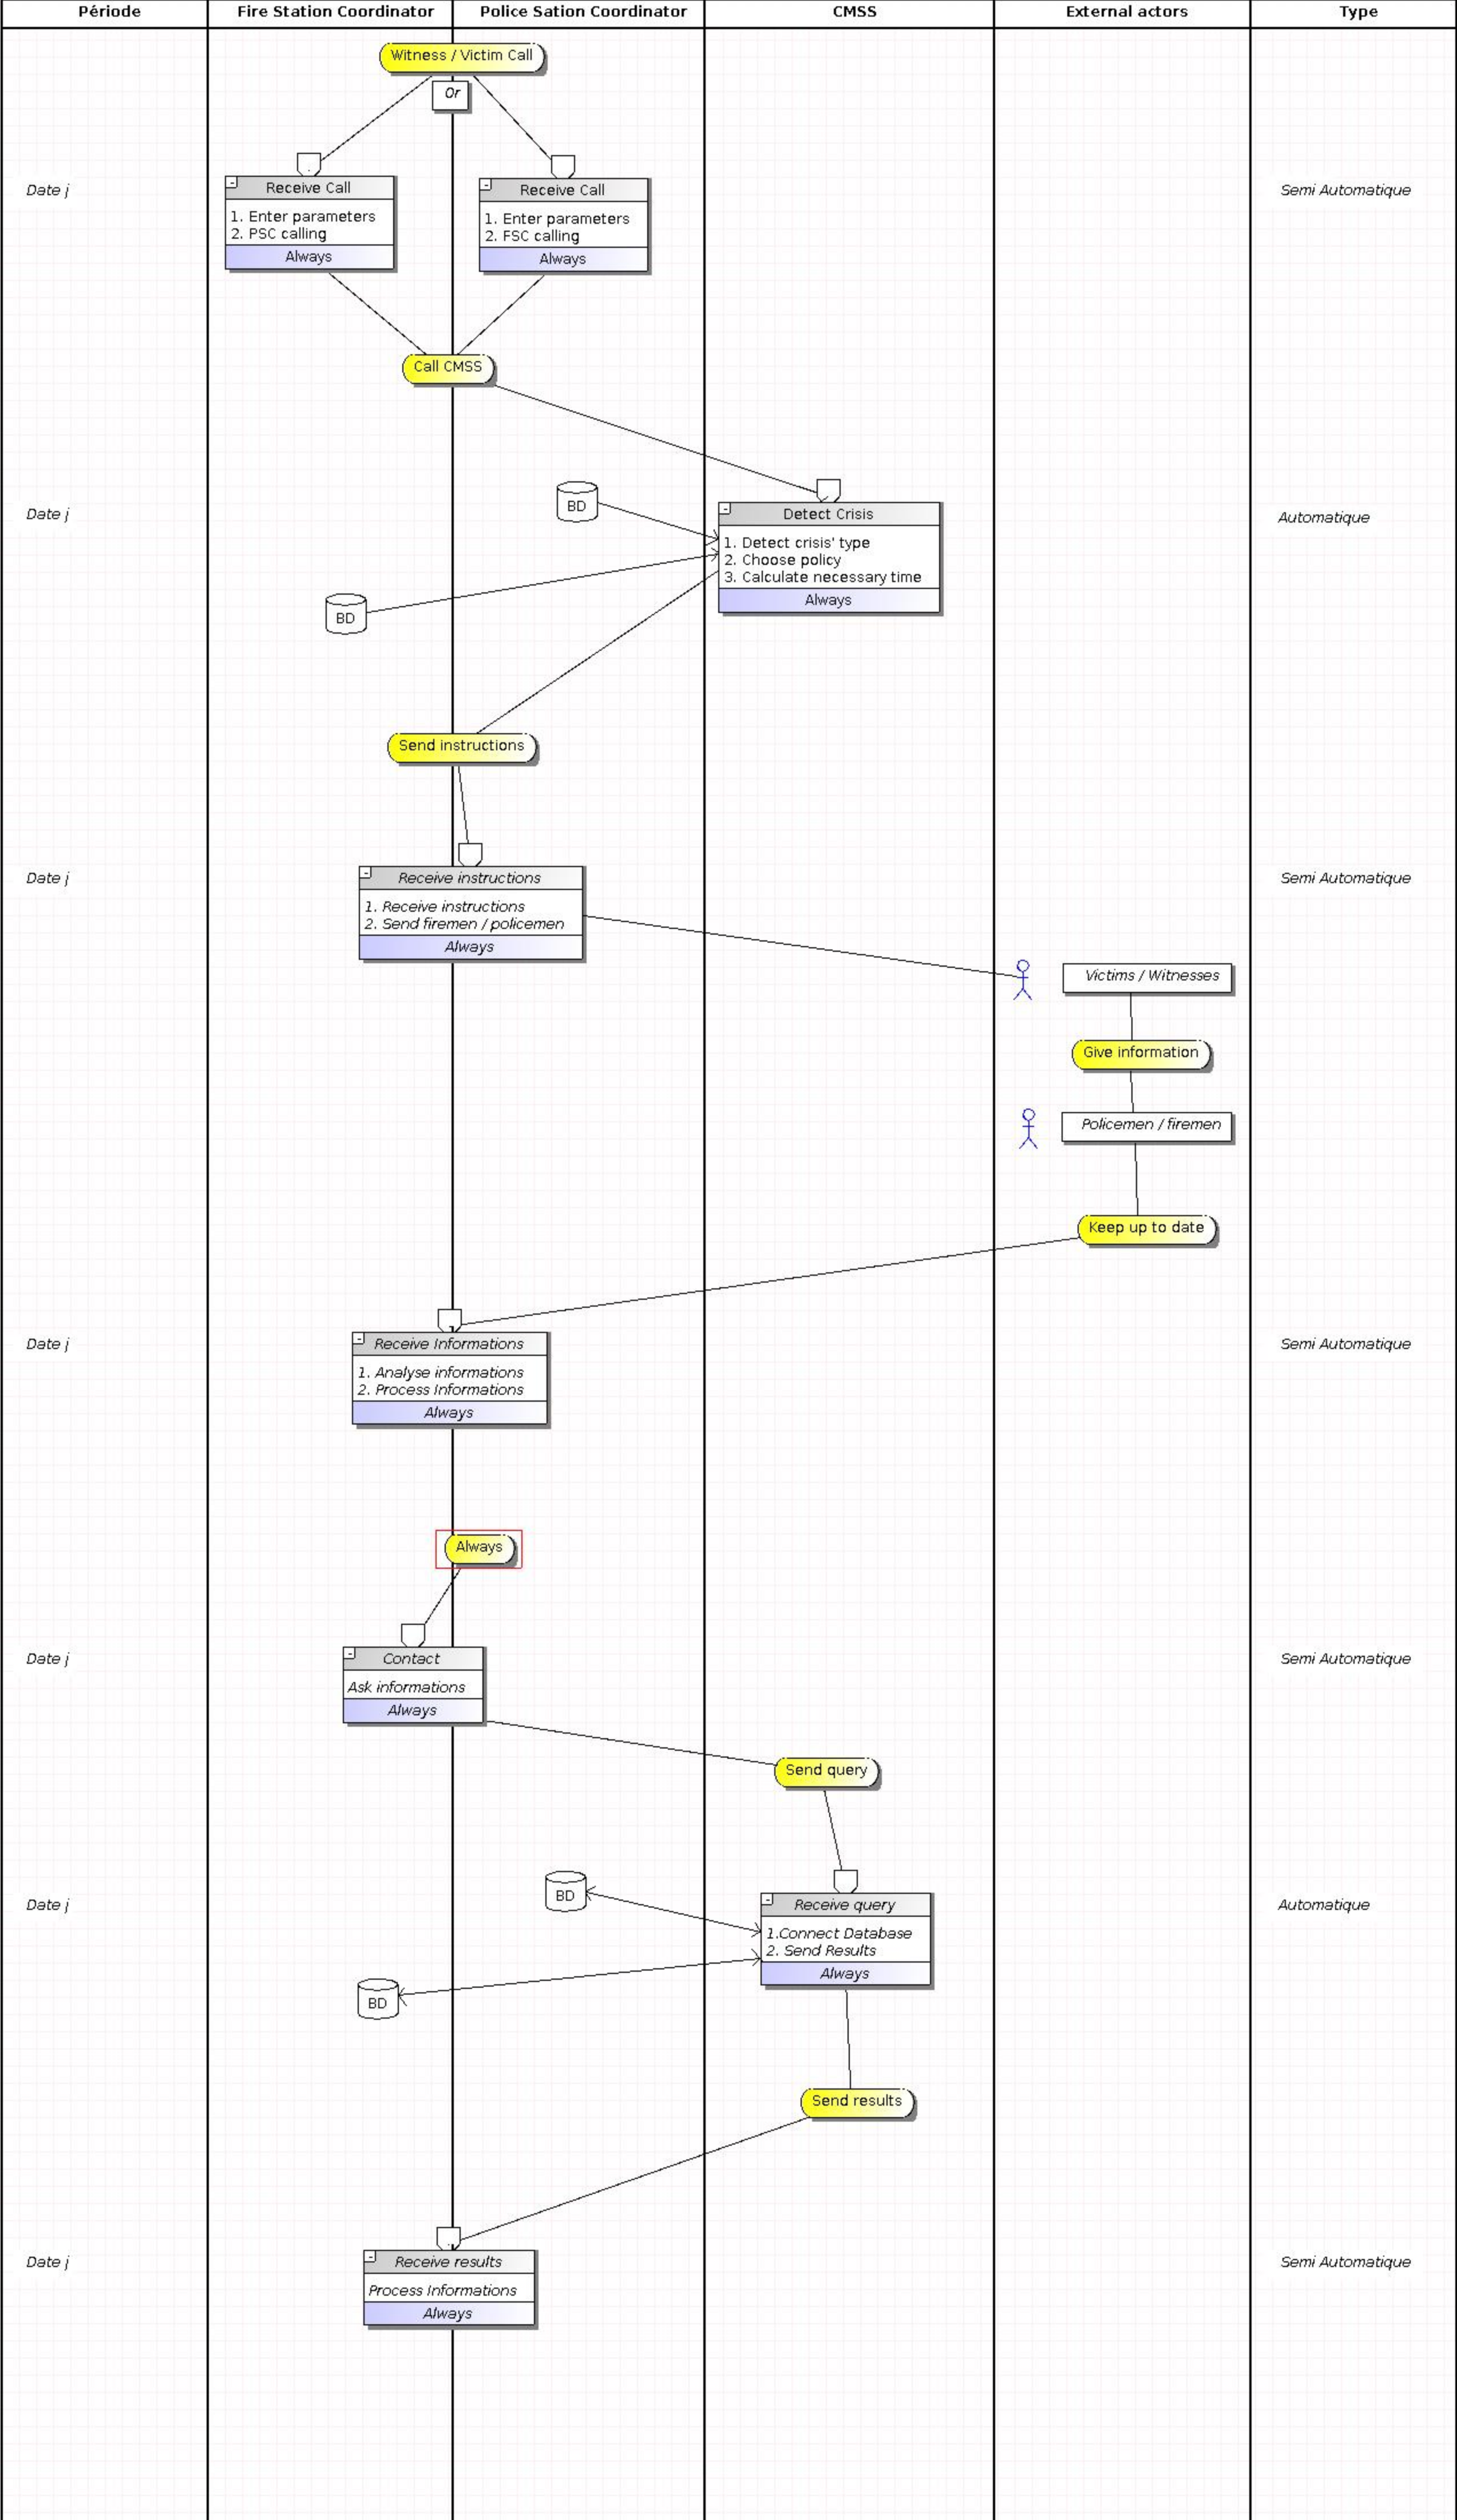 Période
Fire Station Coordinator
Police Sation Coordinator
CMSS
External actors
Type
Witness / Victim Call
Or
Date j
Receive Call
1. Enter parameters
2. PSC calling
Always
Receive Call
1. Enter parameters
2. FSC calling
Always
Semi Automatique
Call CMSS
Date j
BD
Detect Crisis
1. Detect crisis' type
2. Choose policy
3. Calculate necessary time
Always
Automatique
BD
Send instructions
Date j
Receive instructions
1. Receive instructions
2. Send firemen / policemen
Always
Semi Automatique
Victims / Witnesses
Give information
Policemen / firemen
Keep up to date
Date j
Receive Informations
1. Analyse informations
2. Process Informations
Always
Semi Automatique
Always
Date j
Contact
Ask informations
Always
Semi Automatique
Send query
Date j
BD
Receive query
1.Connect Database
2. Send Results
Always
Automatique
BD
Send results
Date j
Receive results
Process Informations
Always
Semi Automatique